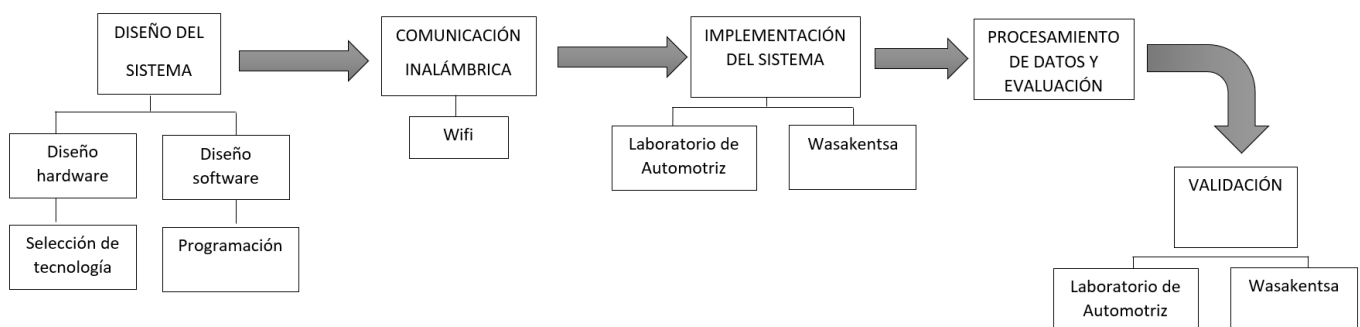 DISEÑO DEL
SISTEMA
COMUNICACIÓN
INALÁMBRICA
IMPLEMENTACIÓN
DEL SISTEMA
PROCESAMIENTO
DE DATOS Y
EVALUACIÓN
Diseño
hardware
Diseño
software
Wifi
Laboratorio de
Automotriz
Wasakentsa
Selección de
tecnología
Programación
VALIDACIÓN
Laboratorio de
Automotriz
Wasakentsa